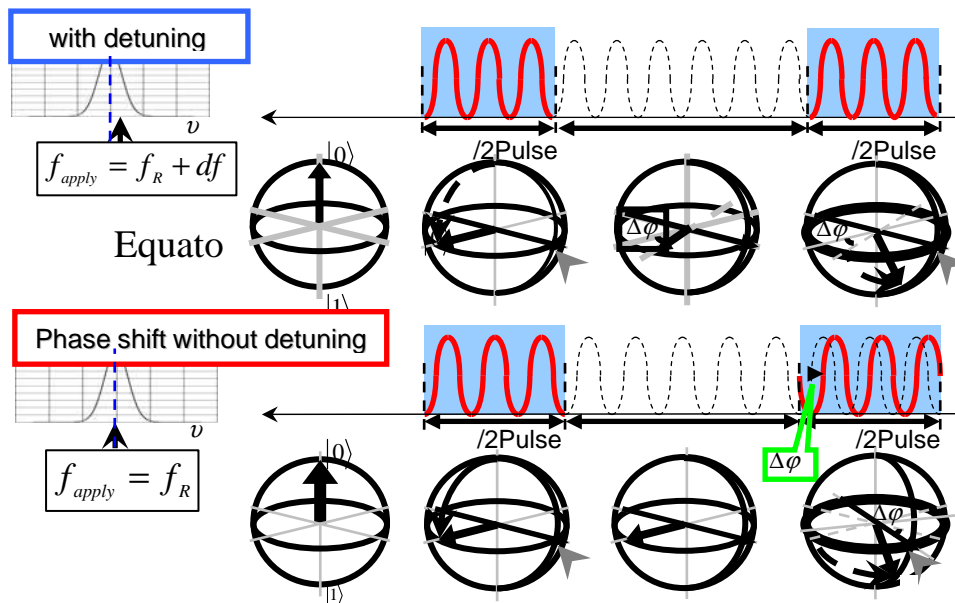 with detuning
υ
f_apply = f_R + df
Equato
|0⟩
|1⟩
/2Pulse
Δφ
/2Pulse
Δφ
Phase shift without detuning
υ
f_apply = f_R
|0⟩
|1⟩
/2Pulse
/2Pulse
Δφ
Δφ